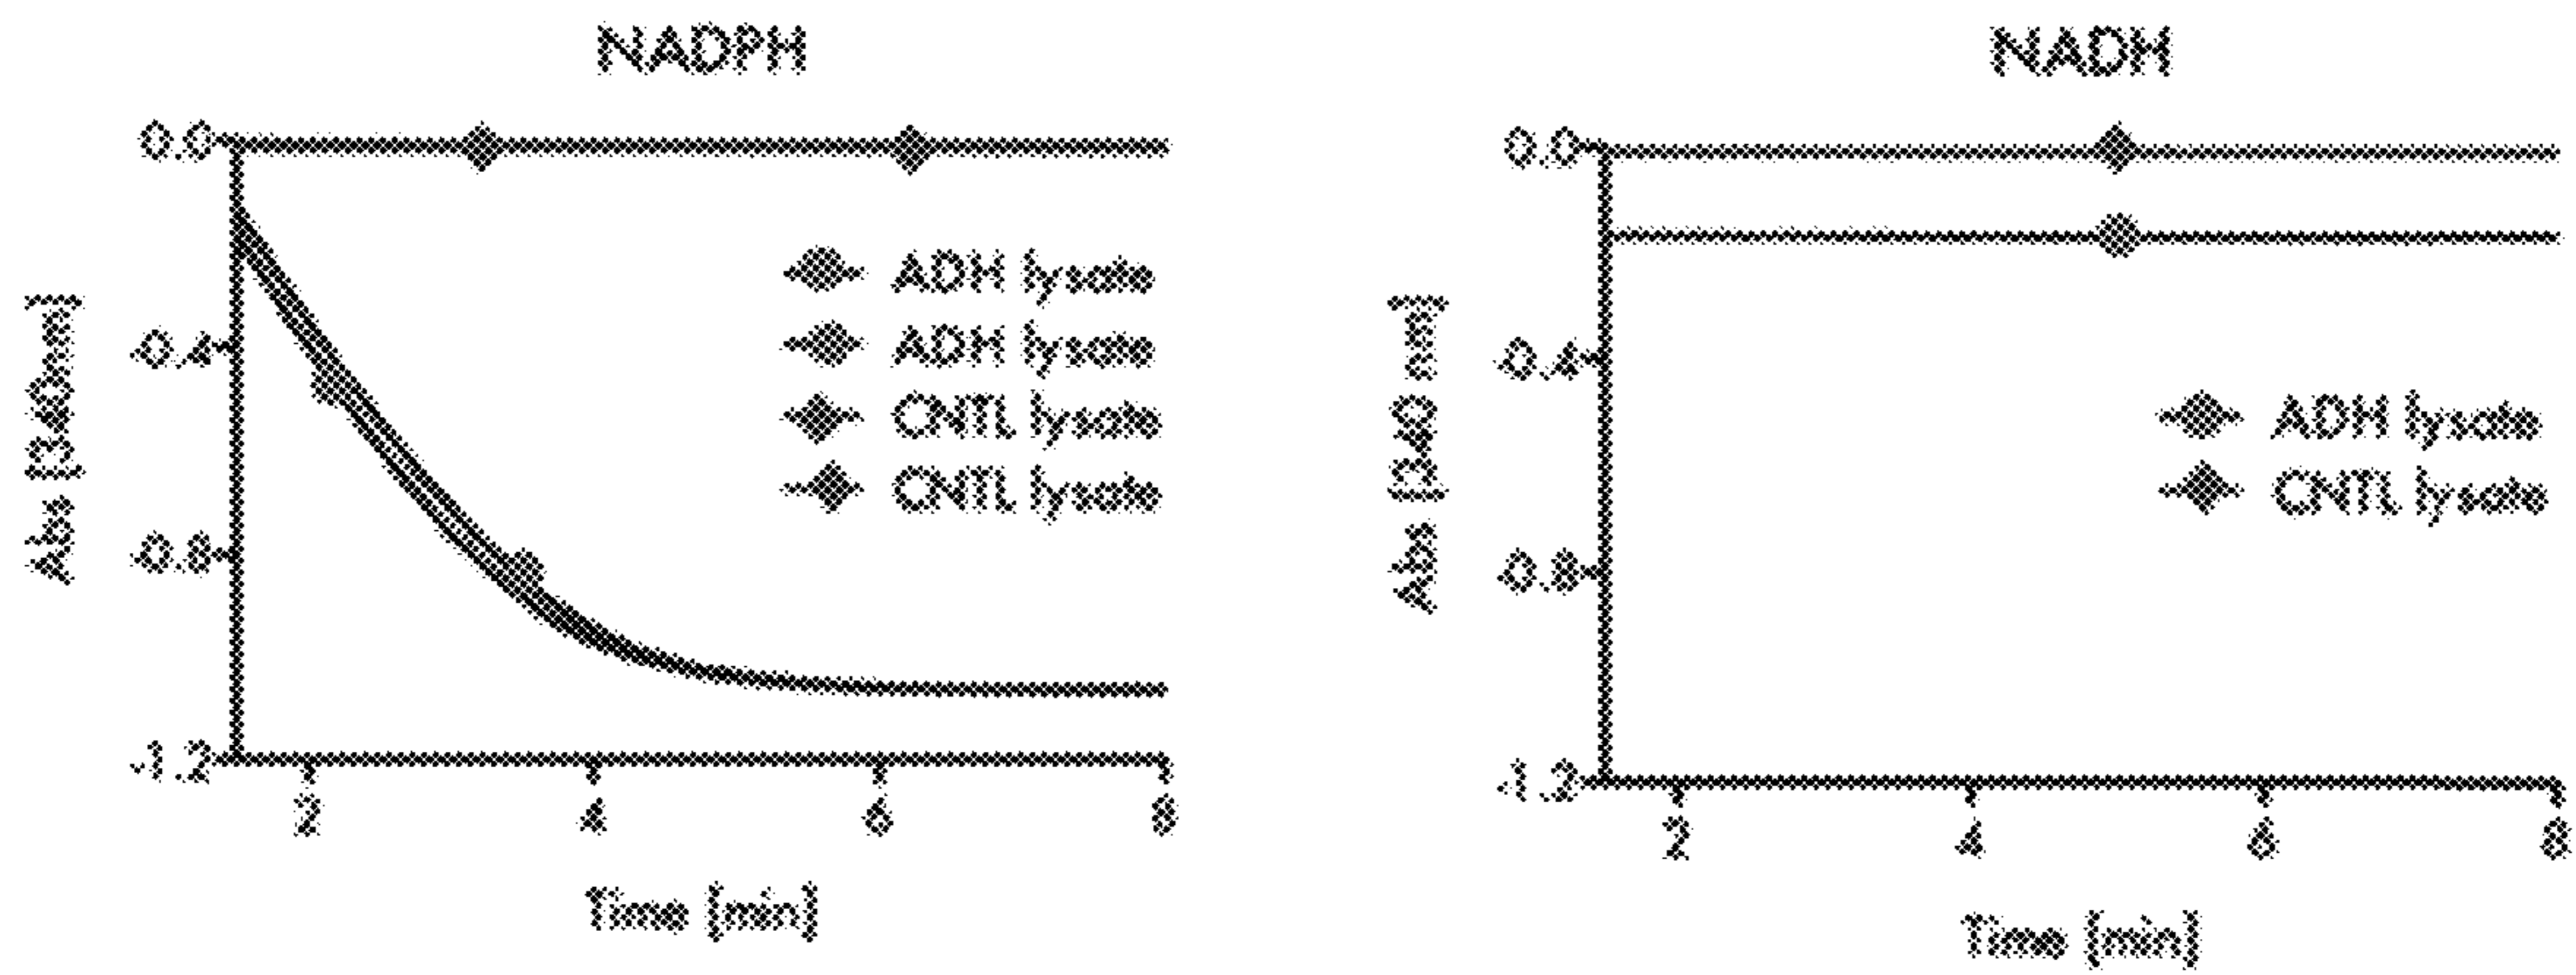 NADPH
0.0
-0.4
-0.8
-1.2
Abs [340nm]
ADH lysate
ADH lysate
CNTL lysate
CNTL lysate
2 4 6 8
Time [min]
NADH
0.0
-0.4
-0.8
-1.2
Abs [340 nm]
ADH lysate
CNTL lysate
2 4 6 8
Time [min]